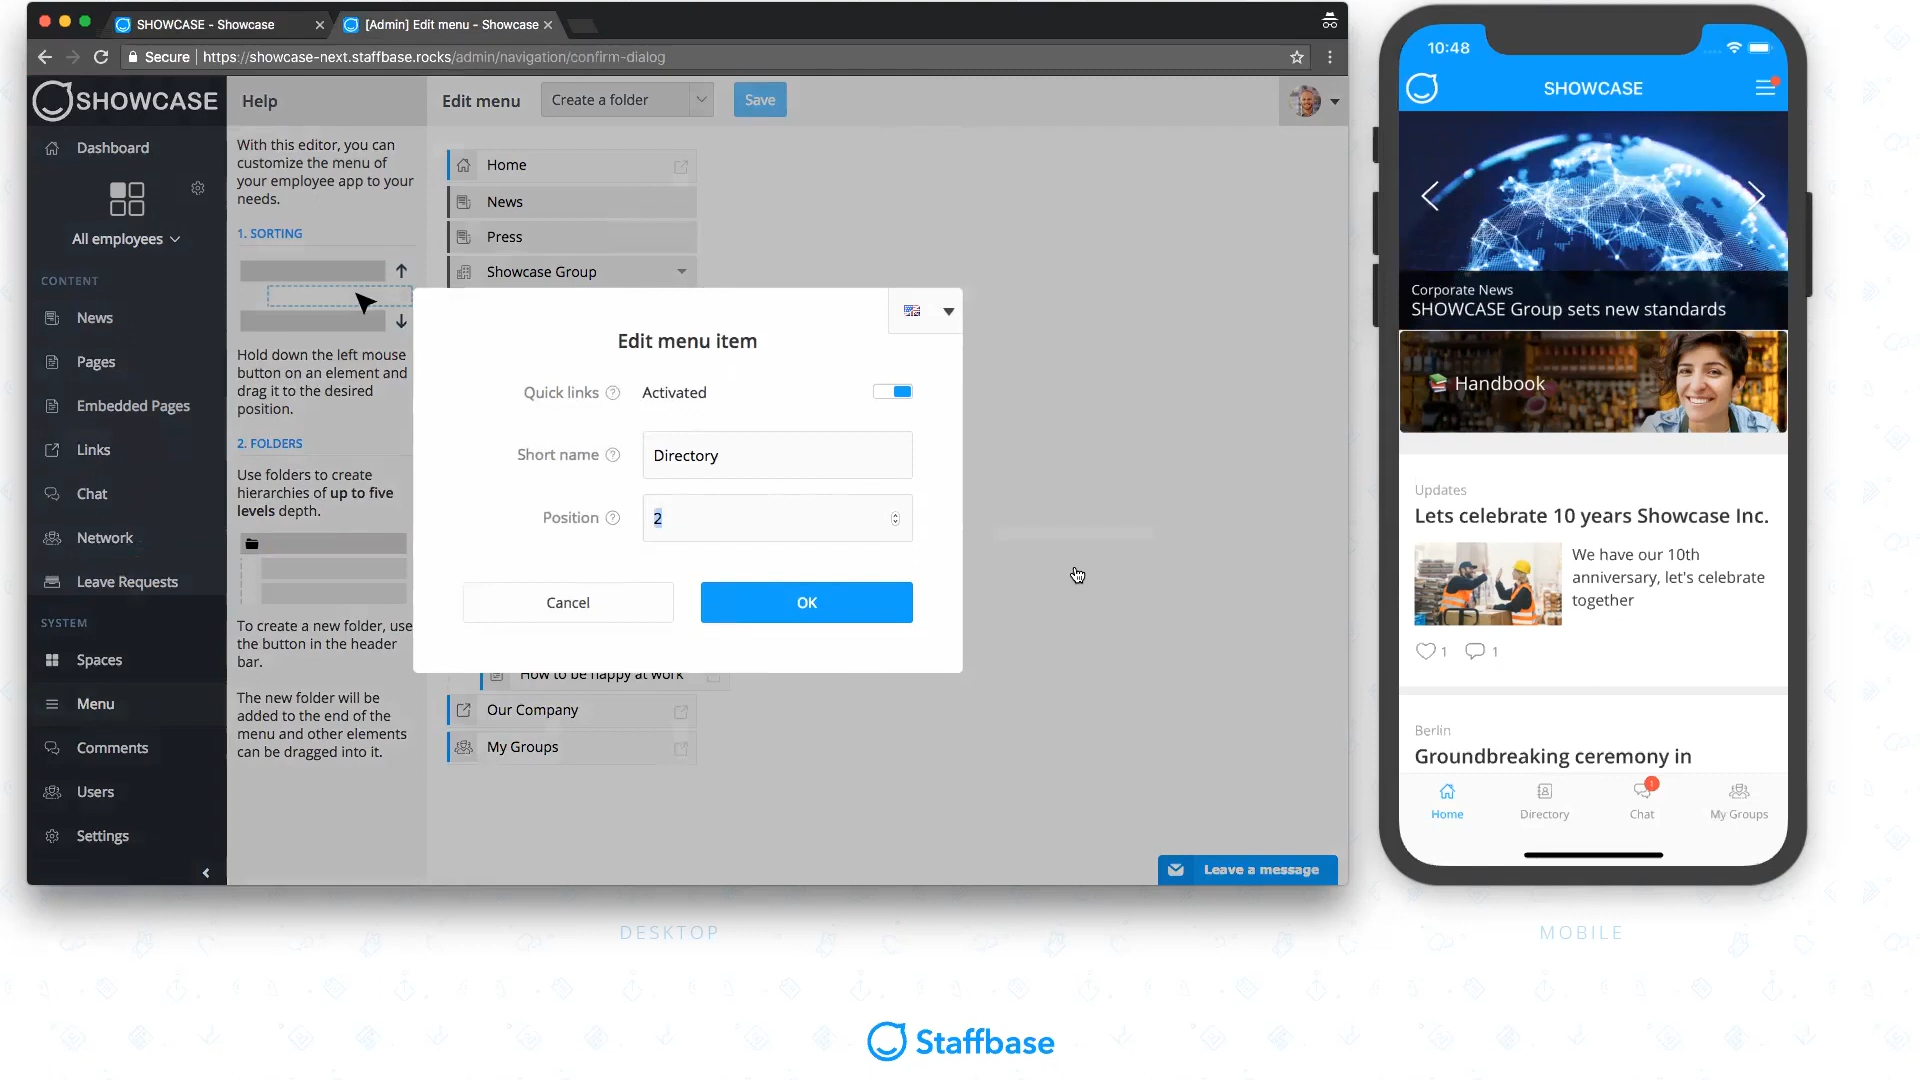 SHOWCASE - Showcase
[Admin] Edit menu - Showcase
Secure
https://showcase-next.staffbase.rocks/admin/navigation/confirm-dialog
SHOWCASE
Dashboard
All employees
CONTENT
News
Pages
Embedded Pages
Links
Chat
Network
Leave Requests
SYSTEM
Spaces
Menu
Comments
Users
Settings
Help
With this editor, you can
customize the menu of
your employee app to your
needs.
1. SORTING
Hold down the left mouse
button on an element and
drag it to the desired
position.
2. FOLDERS
Use folders to create
hierarchies of up to five
levels depth.
To create a new folder, use
the button in the header
bar.
The new folder will be
added to the end of the
menu and other elements
can be dragged into it.
Edit menu
Create a folder
Save
Home
News
Press
Showcase Group
Edit menu item
Quick links ?
Activated
Short name ?
Directory
Position ?
2
Cancel
OK
How to be happy at work
Our Company
My Groups
Leave a message
10:48
SHOWCASE
Corporate News
SHOWCASE Group sets new standards
Handbook
Updates
Lets celebrate 10 years Showcase Inc.
We have our 10th
anniversary, let's celebrate
together
1
1
Berlin
Groundbreaking ceremony in
1
Home
Directory
Chat
My Groups
DESKTOP
MOBILE
Staffbase